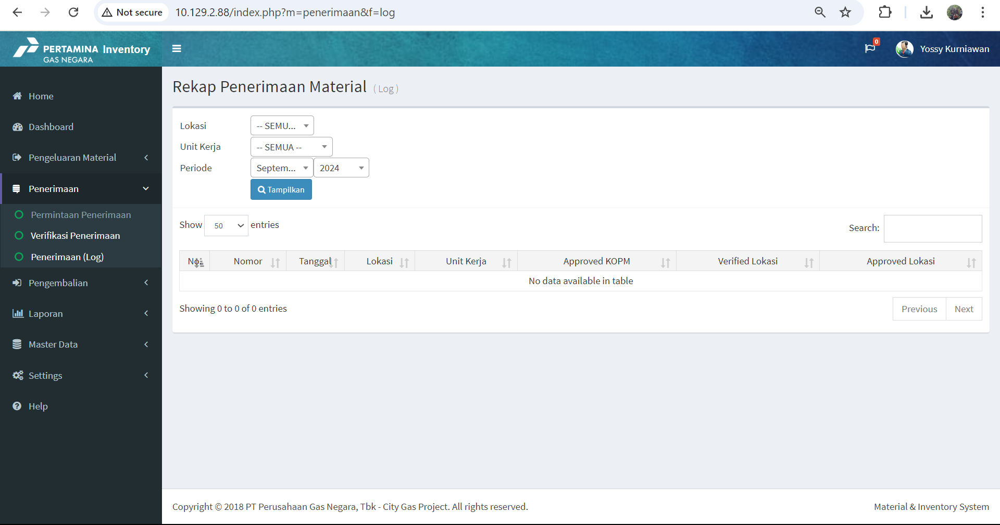 Not secure 10.129.2.88/index.php?m=penerimaan&f=log
PERTAMINA
GAS NEGARA
Inventory
0
Yossy Kurniawan
Home
Dashboard
Pengeluaran Material
Penerimaan
Permintaan Penerimaan
Verifikasi Penerimaan
Penerimaan (Log)
Pengembalian
Laporan
Master Data
Settings
Help
Rekap Penerimaan Material ( Log )
Lokasi -- SEMU...
Unit Kerja -- SEMUA --
Periode Septem... 2024
Tampilkan
Show 50 entries
Search:
No Nomor Tanggal Lokasi Unit Kerja Approved KOPM Verified Lokasi Approved Lokasi
No data available in table
Showing 0 to 0 of 0 entries
Previous Next
Copyright © 2018 PT Perusahaan Gas Negara, Tbk - City Gas Project. All rights reserved.
Material & Inventory System